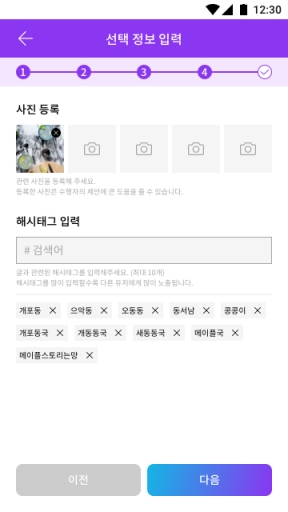 12:30
선택 정보 입력
1 2 3 4
사진 등록
관련 사진을 등록해 주세요.
등록한 사진은 수행자의 제안에 큰 도움을 줄 수 있습니다.
해시태그 입력
# 검색어
글과 관련된 해시태그를 입력해주세요. (최대 10개)
해시태그를 많이 입력할수록 다른 유저에게 많이 노출됩니다.
개포동 × 으악동 × 오동동 × 동서남 × 콩콩이 ×
개포동국 × 개동동국 × 새동동국 × 메이플국 ×
메이플스토리는망 ×
이전 다음